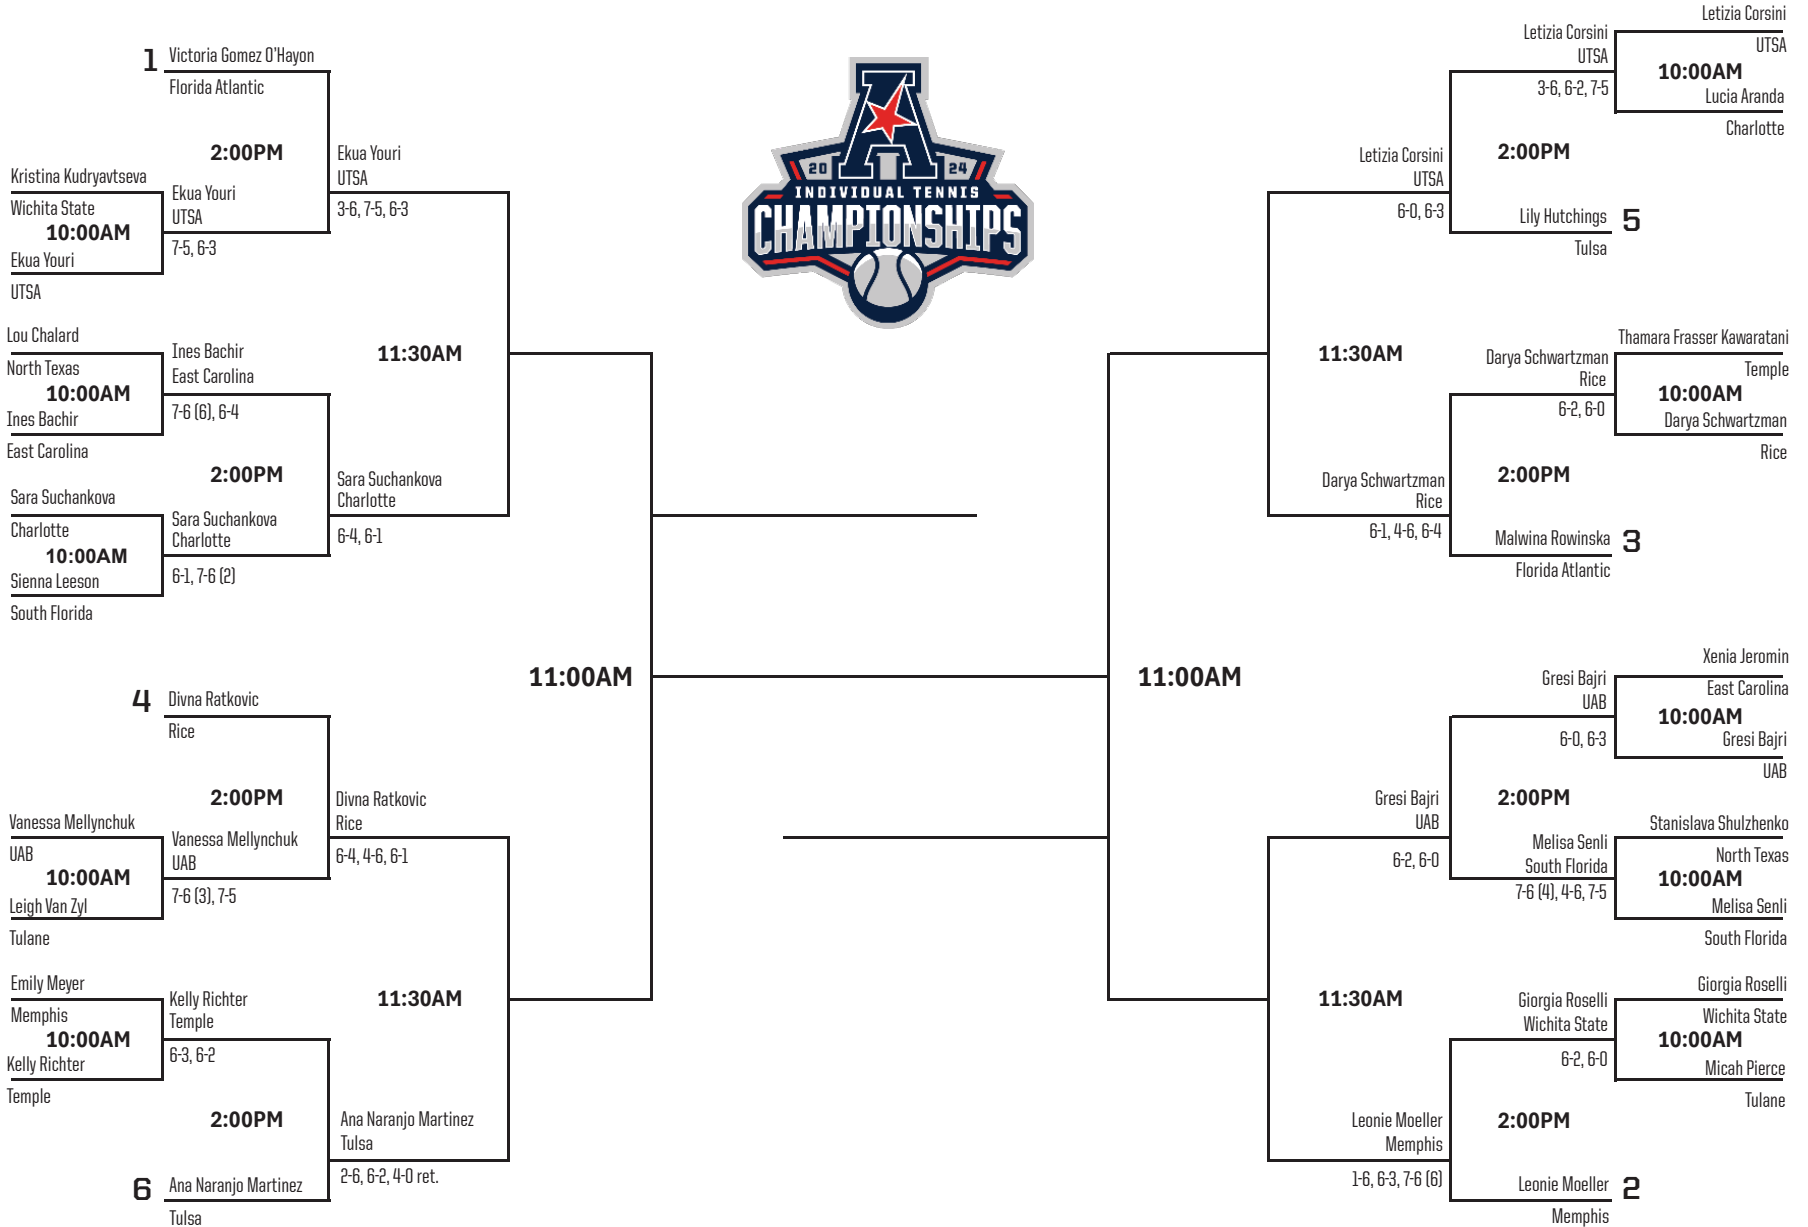 1 Victoria Gomez O'Hayon
Florida Atlantic
2:00PM
Kristina Kudryavtseva
Wichita State
10:00AM
Ekua Youri
UTSA
Ekua Youri
UTSA
7-5, 6-3
Ekua Youri
UTSA
3-6, 7-5, 6-3
Lou Chalard
North Texas
10:00AM
Ines Bachir
East Carolina
Ines Bachir
East Carolina
7-6 (6), 6-4
11:30AM
2:00PM
Sara Suchankova
Charlotte
10:00AM
Sienna Leeson
South Florida
Sara Suchankova
Charlotte
6-1, 7-6 (2)
Sara Suchankova
Charlotte
6-4, 6-1
11:00AM
4 Divna Ratkovic
Rice
2:00PM
Vanessa Mellynchuk
UAB
10:00AM
Leigh Van Zyl
Tulane
Vanessa Mellynchuk
UAB
7-6 (3), 7-5
Divna Ratkovic
Rice
6-4, 4-6, 6-1
Emily Meyer
Memphis
10:00AM
Kelly Richter
Temple
Kelly Richter
Temple
6-3, 6-2
11:30AM
2:00PM
Ana Naranjo Martinez
Tulsa
2-6, 6-2, 4-0 ret.
6 Ana Naranjo Martinez
Tulsa
A
20 24
INDIVIDUAL TENNIS
CHAMPIONSHIPS
Letizia Corsini
UTSA
10:00AM
Lucia Aranda
Charlotte
Letizia Corsini
UTSA
3-6, 6-2, 7-5
2:00PM
Letizia Corsini
UTSA
6-0, 6-3
Lily Hutchings 5
Tulsa
11:30AM
Thamara Frasser Kawaratani
Temple
10:00AM
Darya Schwartzman
Rice
Darya Schwartzman
Rice
6-2, 6-0
2:00PM
Darya Schwartzman
Rice
6-1, 4-6, 6-4
Malwina Rowinska 3
Florida Atlantic
11:00AM
Xenia Jeromin
East Carolina
10:00AM
Gresi Bajri
UAB
Gresi Bajri
UAB
6-0, 6-3
2:00PM
Gresi Bajri
UAB
6-2, 6-0
Stanislava Shulzhenko
North Texas
10:00AM
Melisa Senli
South Florida
Melisa Senli
South Florida
7-6 (4), 4-6, 7-5
11:30AM
Giorgia Roselli
Wichita State
10:00AM
Micah Pierce
Tulane
Giorgia Roselli
Wichita State
6-2, 6-0
2:00PM
Leonie Moeller
Memphis
1-6, 6-3, 7-6 (6)
Leonie Moeller 2
Memphis